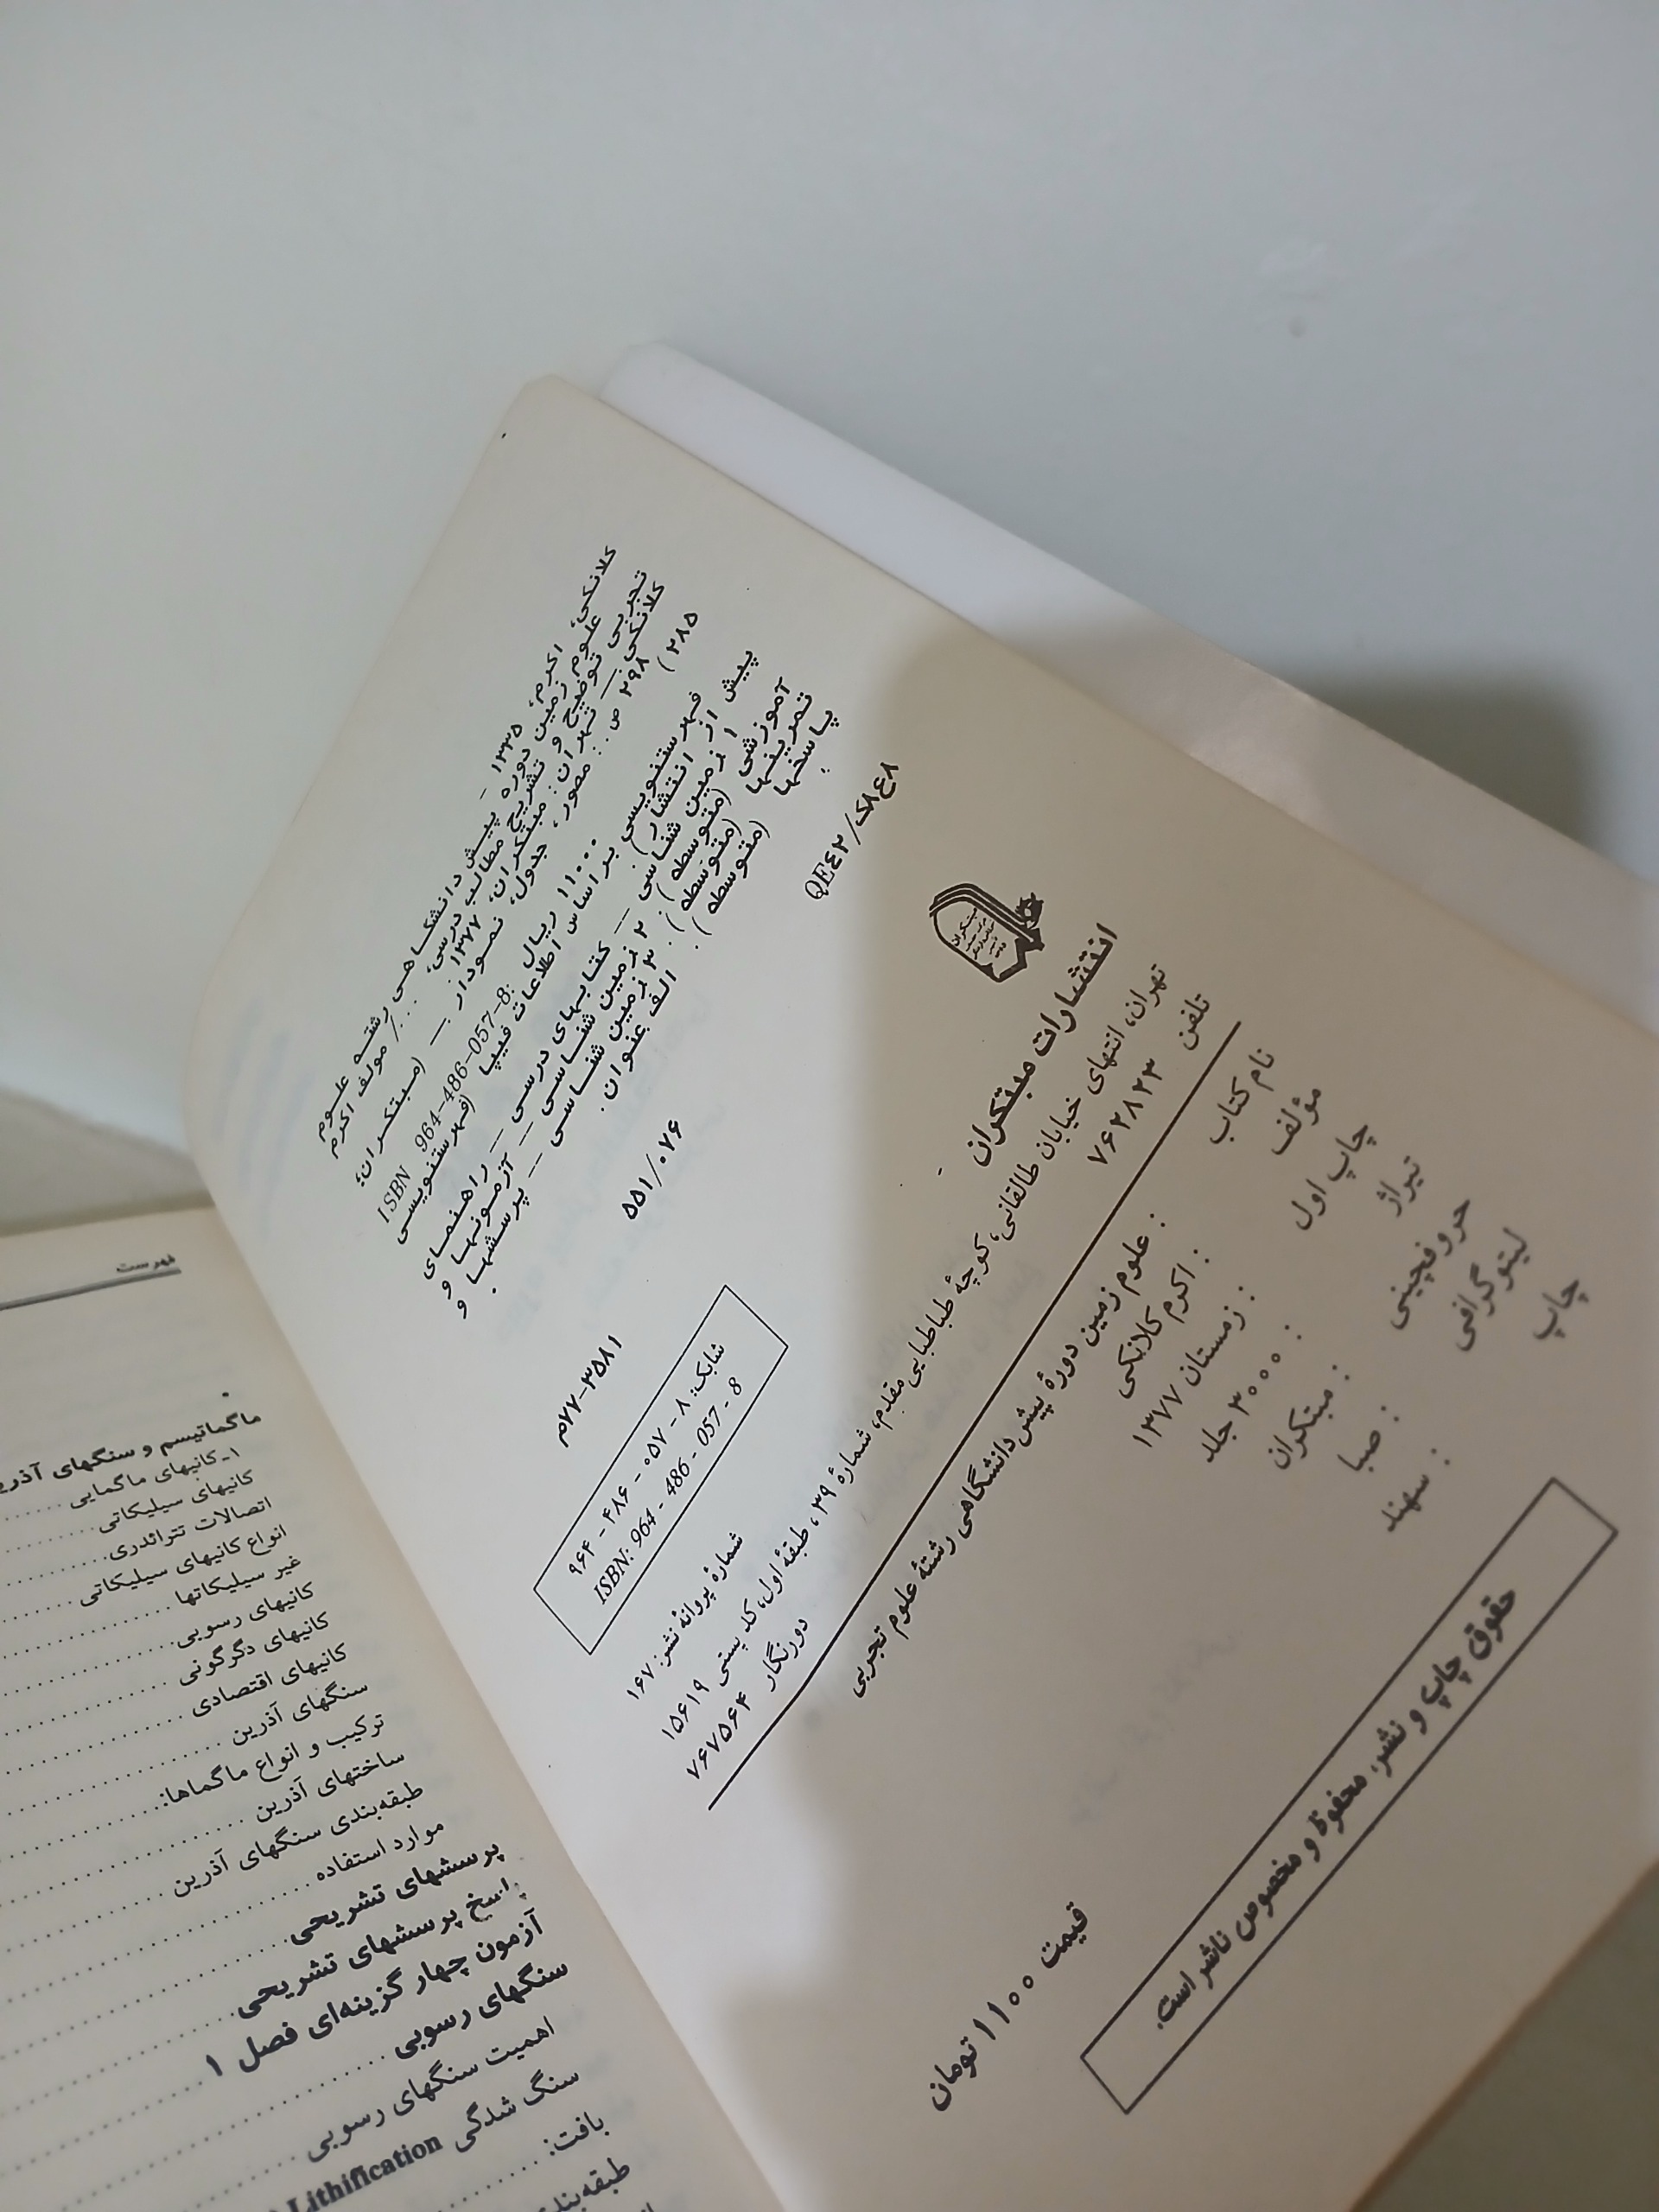 کلانکی، اکرم، ۱۳۳۵ -
علوم زمین دوره پیش دانشگاهی رشته علوم
تجربی توضیح و تشریح مطالب درسی، .../ مولف اکرم
کلانکی. — تهران: مبتکران، ۱۳۷۷.
۲۹۸ ص.: مصور، جدول، نمودار. — (مبتکران؛
۲۸۵)
ISBN 964-486-057-8: ۱۱۰۰۰ ریال
فهرستنویسی براساس اطلاعات فیپا (فهرستنویسی
پیش از انتشار).
۱. زمین شناسی — کتابهای درسی — راهنمای
آموزشی (متوسطه). ۲. زمین شناسی — آزمونها و
تمرینها (متوسطه). ۳. زمین شناسی — پرسشها و
پاسخها (متوسطه). الف. عنوان.
۸ع۸ک/QE۴۲ ۵۵۱/۰۷۶
۳۵۸۱-۷۷م
شابک: ۸ - ۰۵۷ - ۴۸۶ - ۹۶۴
ISBN: 964 - 486 - 057 - 8
مبتکران
انتشارات مبتکران شمارهٔ پروانهٔ نشر: ۱۶۷
تهران، انتهای خیابان طالقانی، کوچهٔ طباطبایی مقدم، شمارهٔ ۳۹، طبقهٔ اول، کد پستی ۱۵۶۱۹
تلفن ۷۶۲۸۲۳ دورنگار ۷۶۷۵۶۴
نام کتاب : علوم زمین دورهٔ پیش دانشگاهی رشتهٔ علوم تجربی
مؤلف : اکرم کلانکی
چاپ اول : زمستان ۱۳۷۷
تیراژ : ۳۰۰۰۰ جلد
حروفچینی : مبتکران
لیتوگرافی : صبا
چاپ : سهند
حقوق چاپ و نشر، محفوظ و مخصوص ناشر است.
قیمت ۱۱۰۰ تومان
فهرست
ماگماتیسم و سنگهای آذرین
۱-کانیهای ماگمایی
کانیهای سیلیکاتی
اتصالات تترائدری
انواع کانیهای سیلیکاتی
غیر سیلیکاتها
کانیهای رسوبی
کانیهای دگرگونی
کانیهای اقتصادی
سنگهای آذرین
ترکیب و انواع ماگماها:
ساختهای آذرین
طبقه‌بندی سنگهای آذرین
موارد استفاده
پرسشهای تشریحی
پاسخ پرسشهای تشریحی
آزمون چهار گزینه‌ای فصل ۱
سنگهای رسوبی
اهمیت سنگهای رسوبی
سنگ شدگی Lithification
بافت: